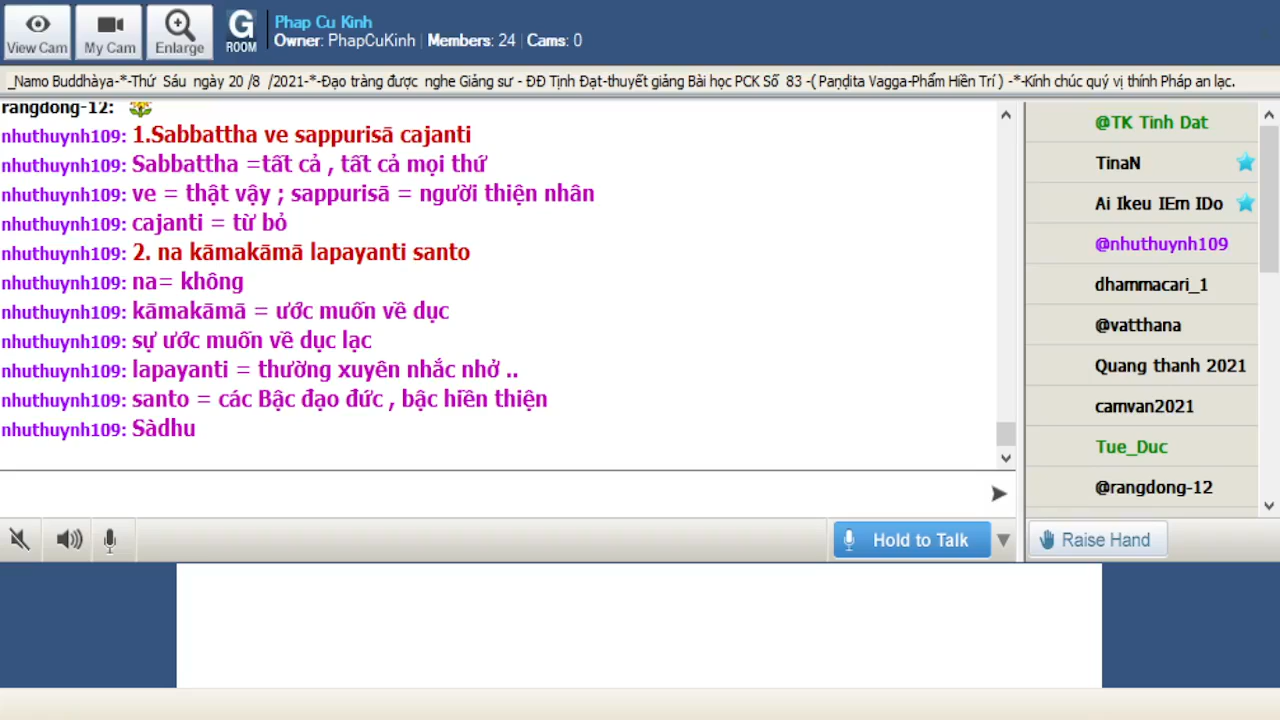 Phap Cu Kinh
View Cam My Cam Enlarge G ROOM Owner: PhapCuKinh | Members: 24 | Cams: 0
_Namo Buddhàya-*-Thứ Sáu ngày 20 /8 /2021-*-Đạo tràng được nghe Giảng sư - ĐĐ Tịnh Đạt-thuyết giảng Bài học PCK Số 83 -( Paṇḍita Vagga-Phẩm Hiền Trí ) -*-Kính chúc quý vị thính Pháp an lạc.
rangdong-12:
nhuthuynh109: 1.Sabbattha ve sappurisā cajanti
nhuthuynh109: Sabbattha =tất cả , tất cả mọi thứ
nhuthuynh109: ve = thật vậy ; sappurisā = người thiện nhân
nhuthuynh109: cajanti = từ bỏ
nhuthuynh109: 2. na kāmakāmā lapayanti santo
nhuthuynh109: na= không
nhuthuynh109: kāmakāmā = ước muốn về dục
nhuthuynh109: sự ước muốn về dục lạc
nhuthuynh109: lapayanti = thường xuyên nhắc nhở ..
nhuthuynh109: santo = các Bậc đạo đức , bậc hiền thiện
nhuthuynh109: Sàdhu
@TK Tinh Dat
TinaN
Ai Ikeu IEm IDo
@nhuthuynh109
dhammacari_1
@vatthana
Quang thanh 2021
camvan2021
Tue_Duc
@rangdong-12
Hold to Talk
Raise Hand